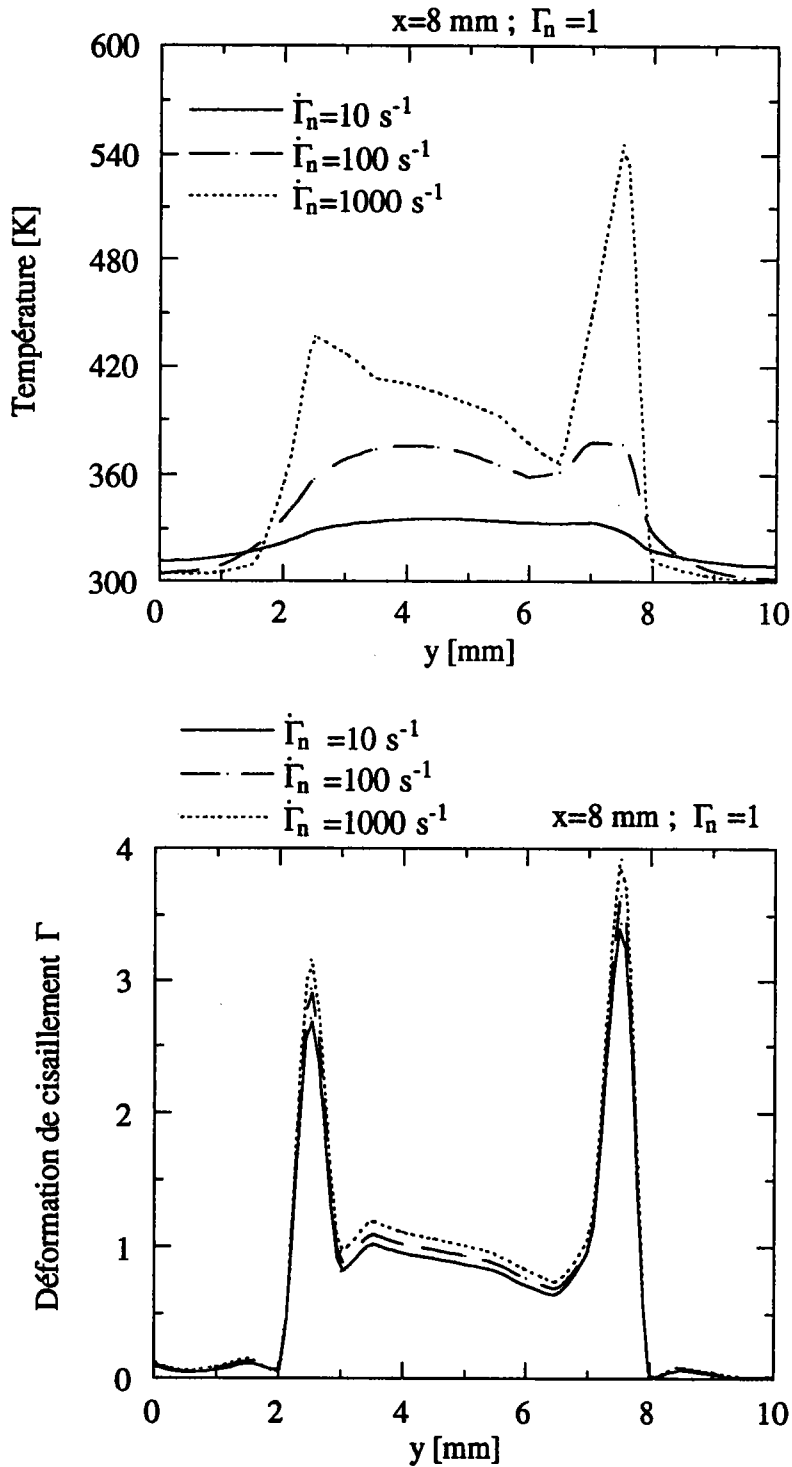 x=8 mm ; Γn =1
600
540
480
420
360
300
Température [K]
Γ̇n=10 s-1
Γ̇n=100 s-1
Γ̇n=1000 s-1
0 2 4 6 8 10
y [mm]
Γ̇n =10 s-1
Γ̇n =100 s-1
Γ̇n =1000 s-1
x=8 mm ; Γn =1
4
3
2
1
0
Déformation de cisaillement Γ
0 2 4 6 8 10
y [mm]